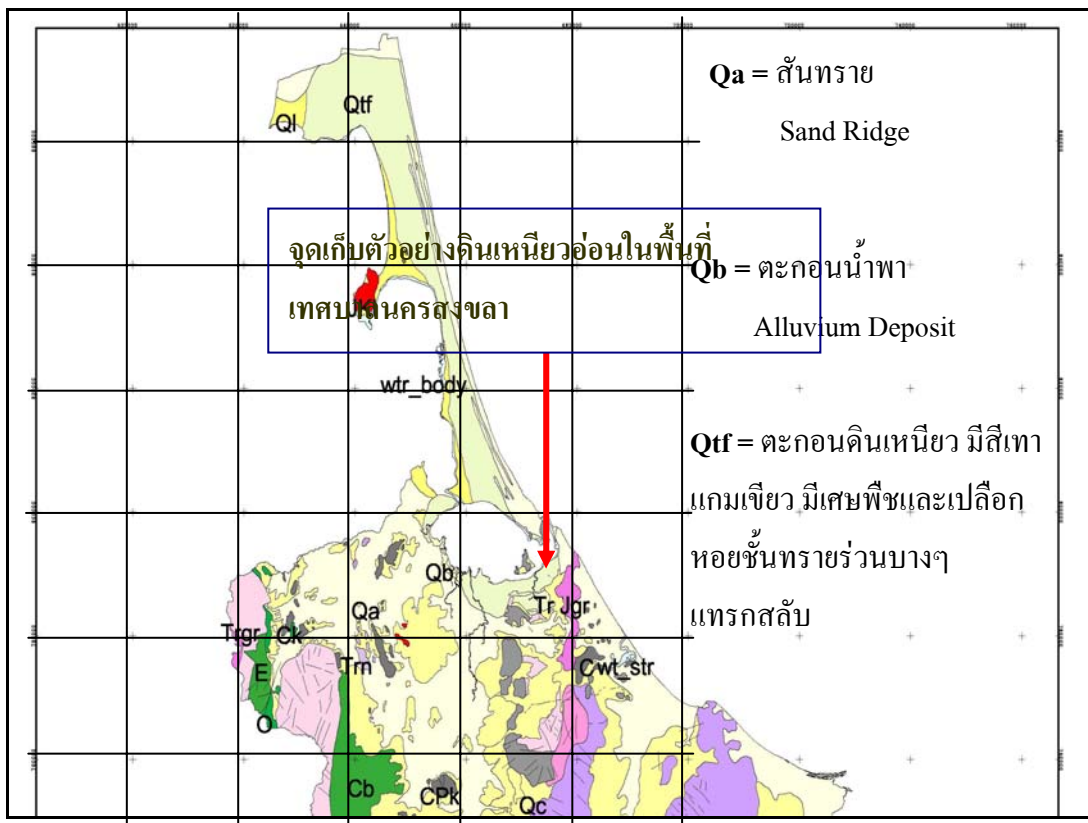 Qa = สันทราย
Sand Ridge
Qtf
Ql
จุดเก็บตัวอย่างดินเหนียวอ่อนในพื้นที่
เทศบาลนครสงขลา
Qb = ตะกอนน้ำพา
Alluvium Deposit
wtr_body
Qtf = ตะกอนดินเหนียว มีสีเทา
แกมเขียว มีเศษพืชและเปลือก
หอยชั้นทรายร่วนบางๆ
แทรกสลับ
Qb
Qa
Tr Jgr
Trgr
Ck
Trn
E
C
wt_str
O
Cb
CPk
Qc